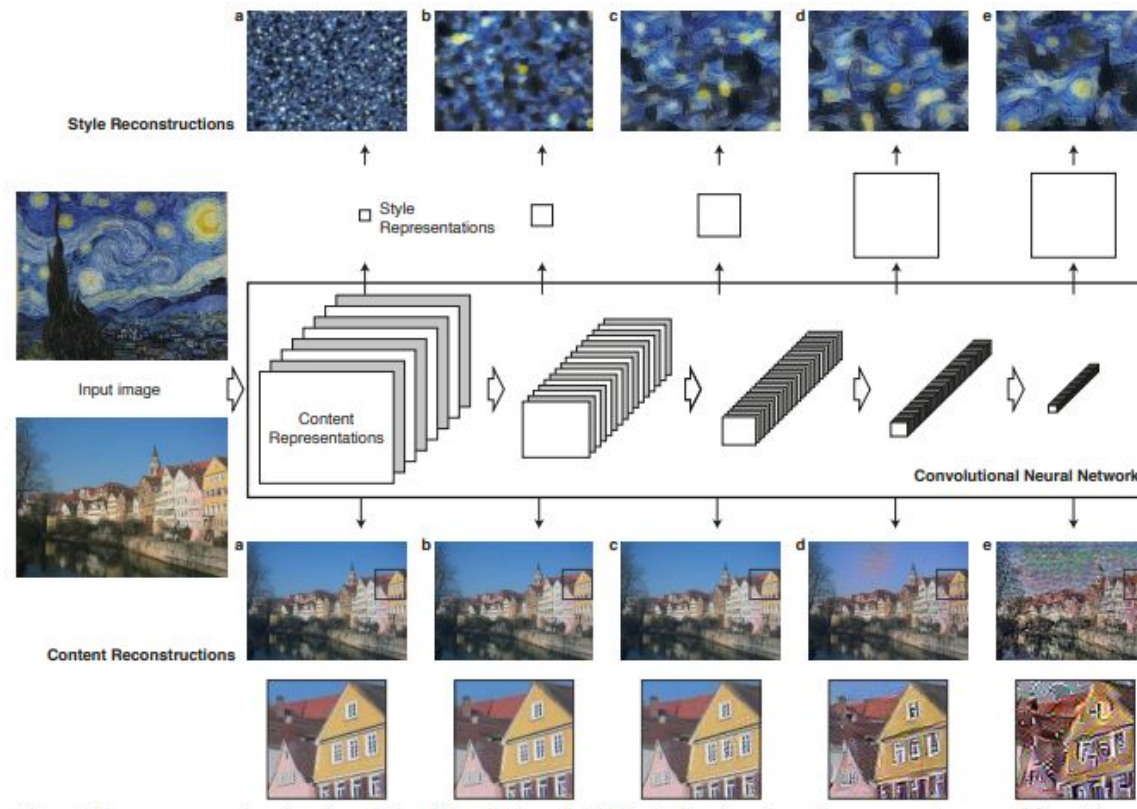 a b c d e
Style Reconstructions
Style
Representations
Input image
Content
Representations
Convolutional Neural Network
a b c d e
Content Reconstructions